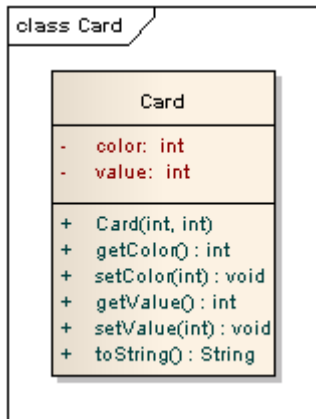 class Card
Card
- color: int
- value: int
+ Card(int, int)
+ getColor() : int
+ setColor(int) : void
+ getValue() : int
+ setValue(int) : void
+ toString() : String